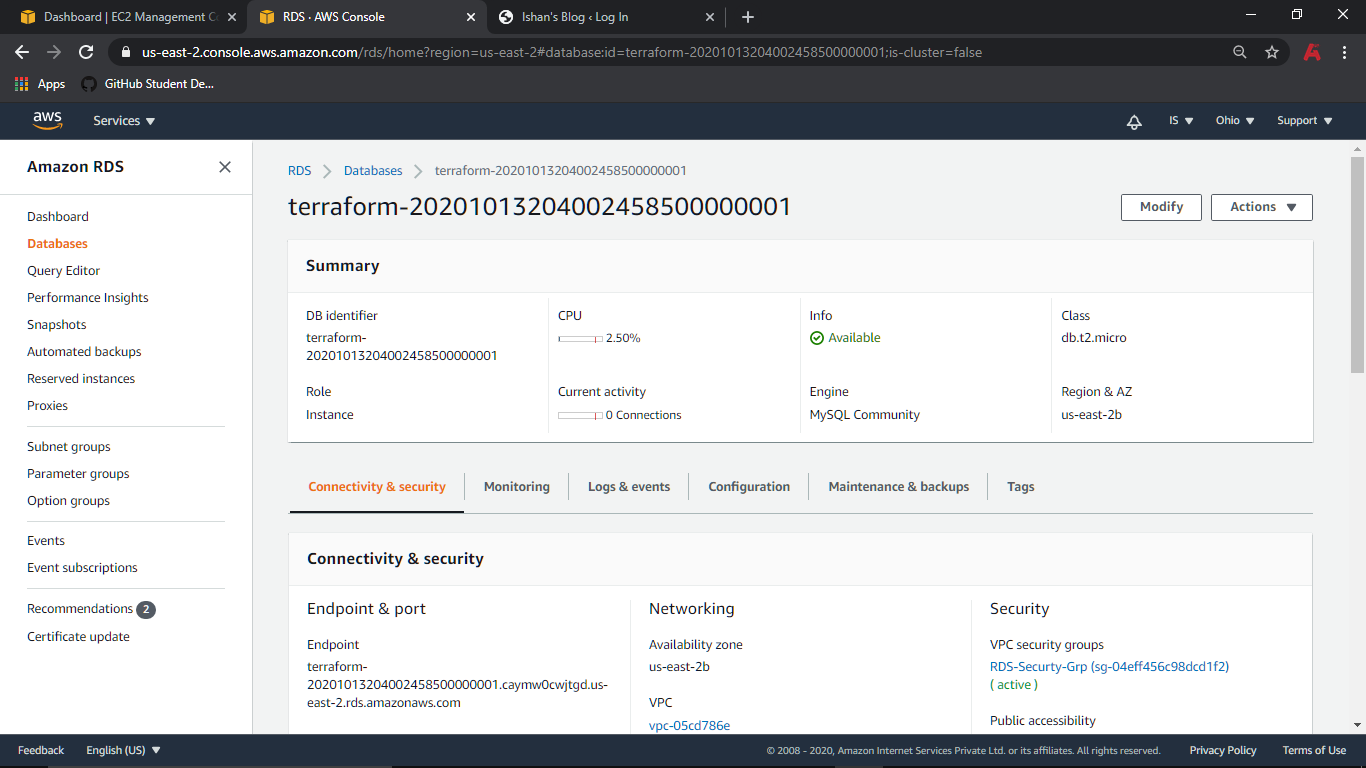 Dashboard | EC2 Management Co
RDS · AWS Console
Ishan's Blog ‹ Log In
us-east-2.console.aws.amazon.com/rds/home?region=us-east-2#database:id=terraform-20201013204002458500000001;is-cluster=false
Apps
GitHub Student De...
aws
Services
IS
Ohio
Support
Amazon RDS
Dashboard
Databases
Query Editor
Performance Insights
Snapshots
Automated backups
Reserved instances
Proxies
Subnet groups
Parameter groups
Option groups
Events
Event subscriptions
Recommendations 2
Certificate update
RDS
Databases
terraform-20201013204002458500000001
terraform-20201013204002458500000001
Modify
Actions
Summary
DB identifier
terraform-
20201013204002458500000001
CPU
2.50%
Info
Available
Class
db.t2.micro
Role
Instance
Current activity
0 Connections
Engine
MySQL Community
Region & AZ
us-east-2b
Connectivity & security
Monitoring
Logs & events
Configuration
Maintenance & backups
Tags
Connectivity & security
Endpoint & port
Endpoint
terraform-
20201013204002458500000001.caymw0cwjtgd.us-
east-2.rds.amazonaws.com
Networking
Availability zone
us-east-2b
VPC
vpc-05cd786e
Security
VPC security groups
RDS-Securty-Grp (sg-04eff456c98dcd1f2)
( active )
Public accessibility
Feedback
English (US)
© 2008 - 2020, Amazon Internet Services Private Ltd. or its affiliates. All rights reserved.
Privacy Policy
Terms of Use